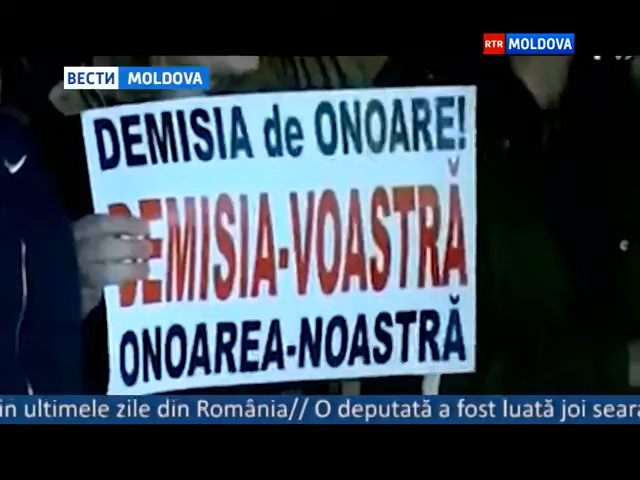 RTR MOLDOVA
ВЕСТИ MOLDOVA
DEMISIA de ONOARE!
DEMISIA-VOASTRĂ
ONOAREA-NOASTRĂ
in ultimele zile din România// O deputată a fost luată joi seara